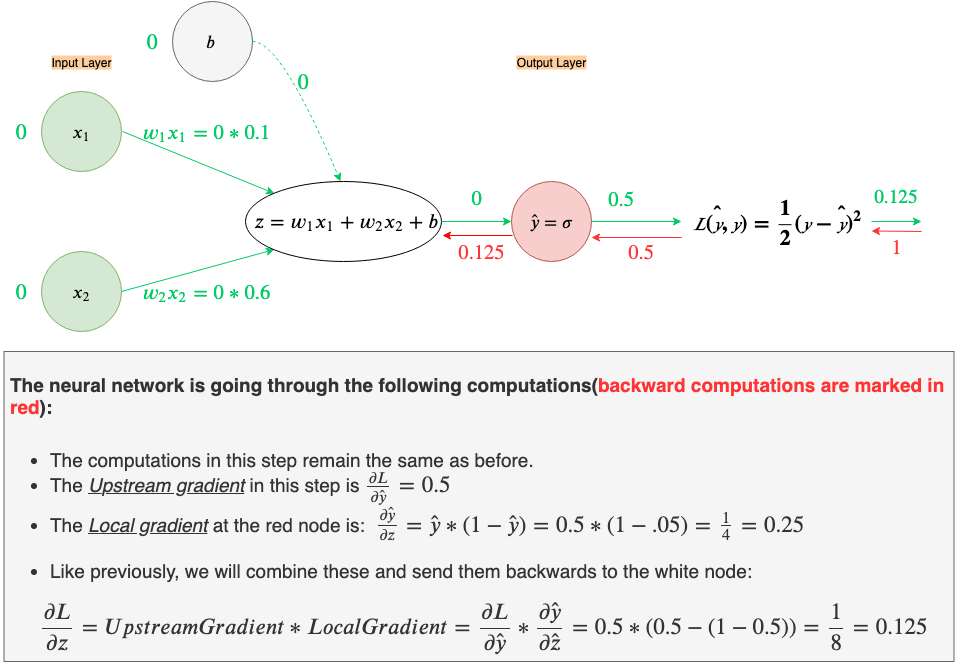 0
b
Input Layer
Output Layer
0
0
x₁
w₁x₁ = 0 ∗ 0.1
z = w₁x₁ + w₂x₂ + b
0
0.125
ŷ = σ
0.5
0.5
ℒ(ŷ, y) = 1/2 (y − ŷ)²
0.125
1
0
x₂
w₂x₂ = 0 ∗ 0.6
The neural network is going through the following computations(backward computations are marked in
red):
• The computations in this step remain the same as before.
• The Upstream gradient in this step is ∂L/∂ŷ = 0.5
• The Local gradient at the red node is: ∂ŷ/∂z = ŷ ∗ (1 − ŷ) = 0.5 ∗ (1 − .05) = 1/4 = 0.25
• Like previously, we will combine these and send them backwards to the white node:
∂L/∂z = UpstreamGradient ∗ LocalGradient = ∂L/∂ŷ ∗ ∂ŷ/∂ẑ = 0.5 ∗ (0.5 − (1 − 0.5)) = 1/8 = 0.125